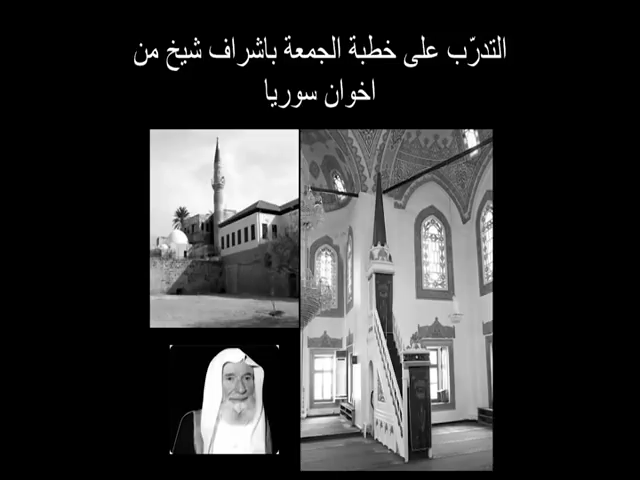 التدرّب على خطبة الجمعة باشراف شيخ من
اخوان سوريا